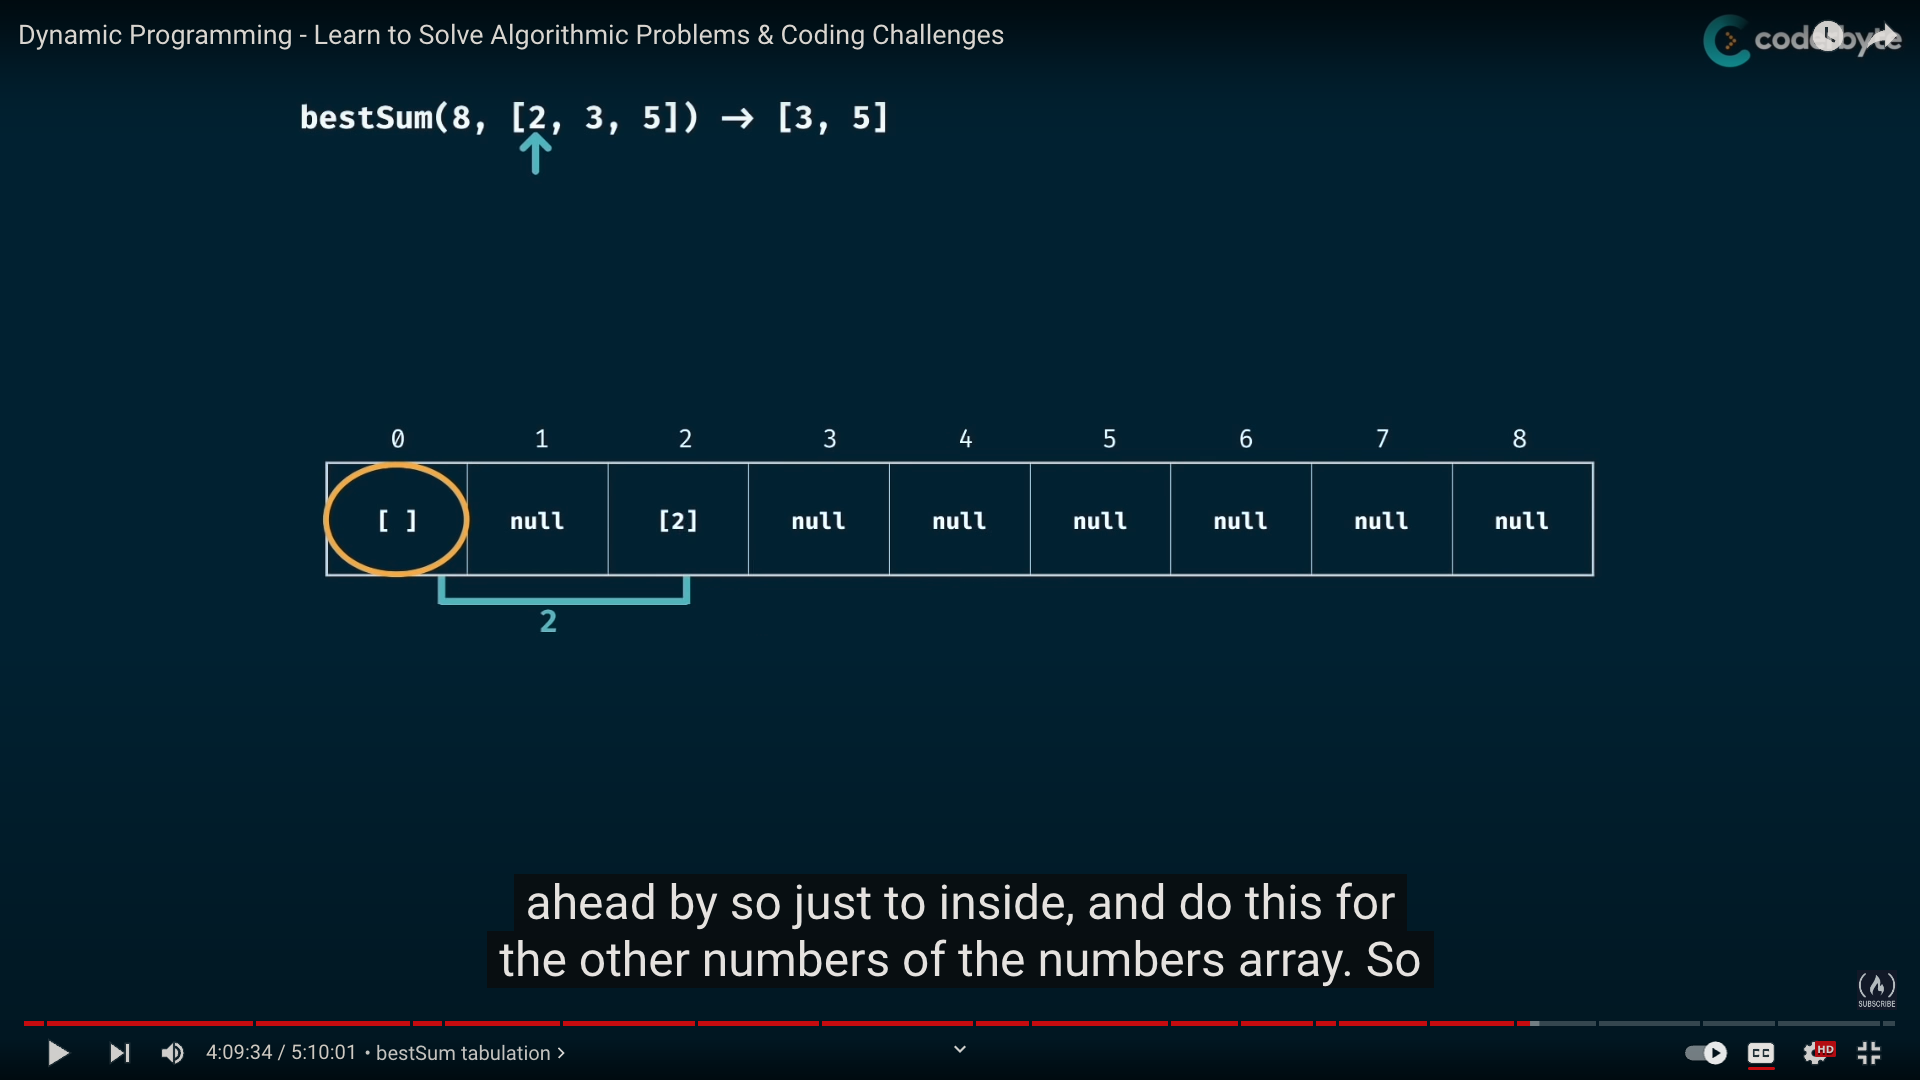 Dynamic Programming - Learn to Solve Algorithmic Problems & Coding Challenges
coderbyte
bestSum(8, [2, 3, 5]) → [3, 5]
0 1 2 3 4 5 6 7 8
[ ] null [2] null null null null null null
2
ahead by so just to inside, and do this for
the other numbers of the numbers array. So
SUBSCRIBE
4:09:34 / 5:10:01 • bestSum tabulation >
CC
HD